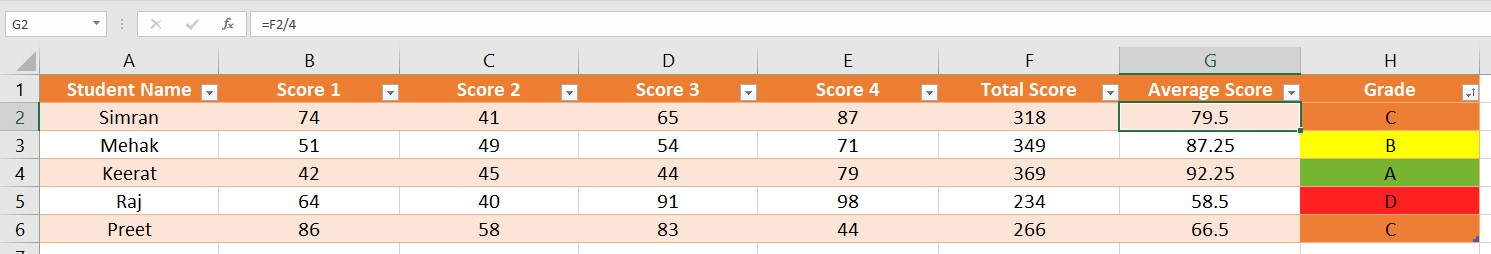 G2 fx =F2/4
A B C D E F G H
1 Student Name Score 1 Score 2 Score 3 Score 4 Total Score Average Score Grade
2 Simran 74 41 65 87 318 79.5 C
3 Mehak 51 49 54 71 349 87.25 B
4 Keerat 42 45 44 79 369 92.25 A
5 Raj 64 40 91 98 234 58.5 D
6 Preet 86 58 83 44 266 66.5 C